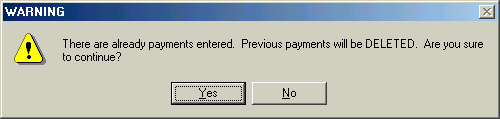 WARNING
There are already payments entered.  Previous payments will be DELETED.  Are you sure
to continue?
Yes No